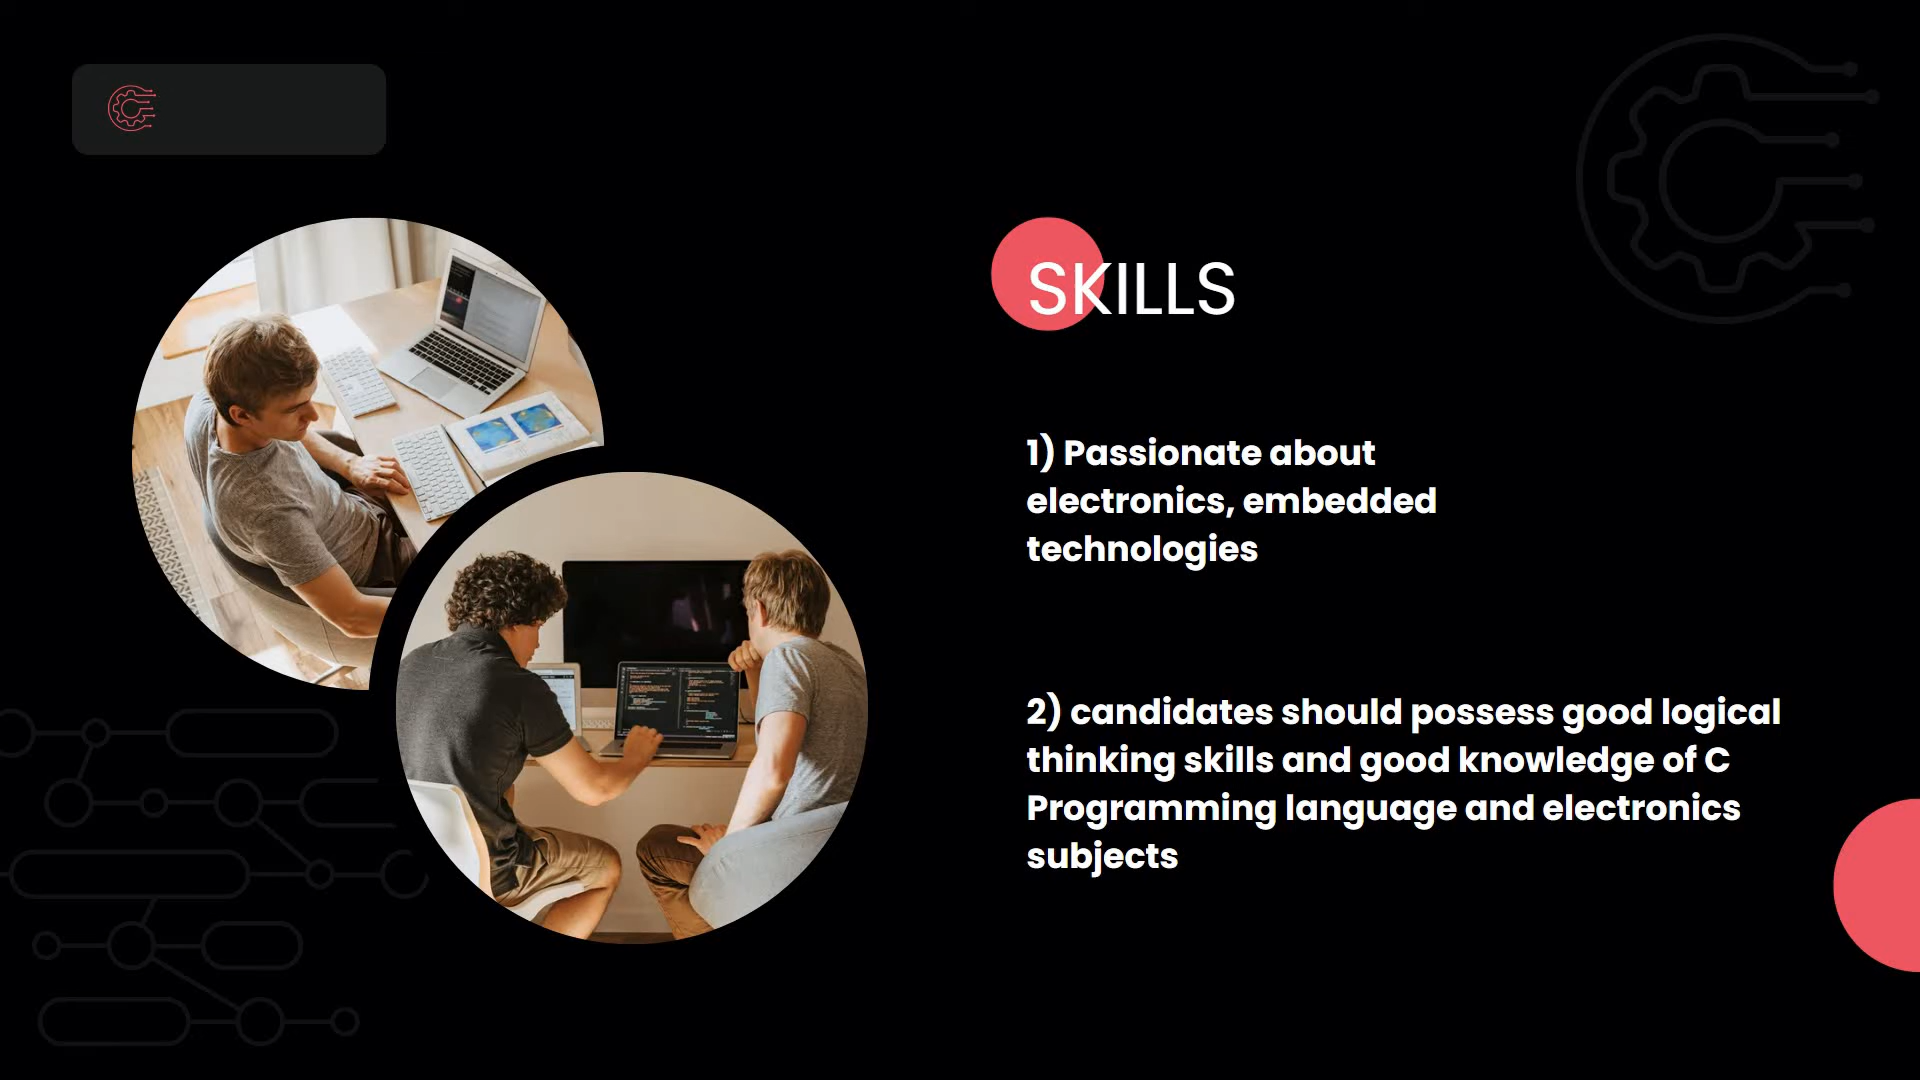 SKILLS
1) Passionate about
electronics, embedded
technologies
2) candidates should possess good logical
thinking skills and good knowledge of C
Programming language and electronics
subjects